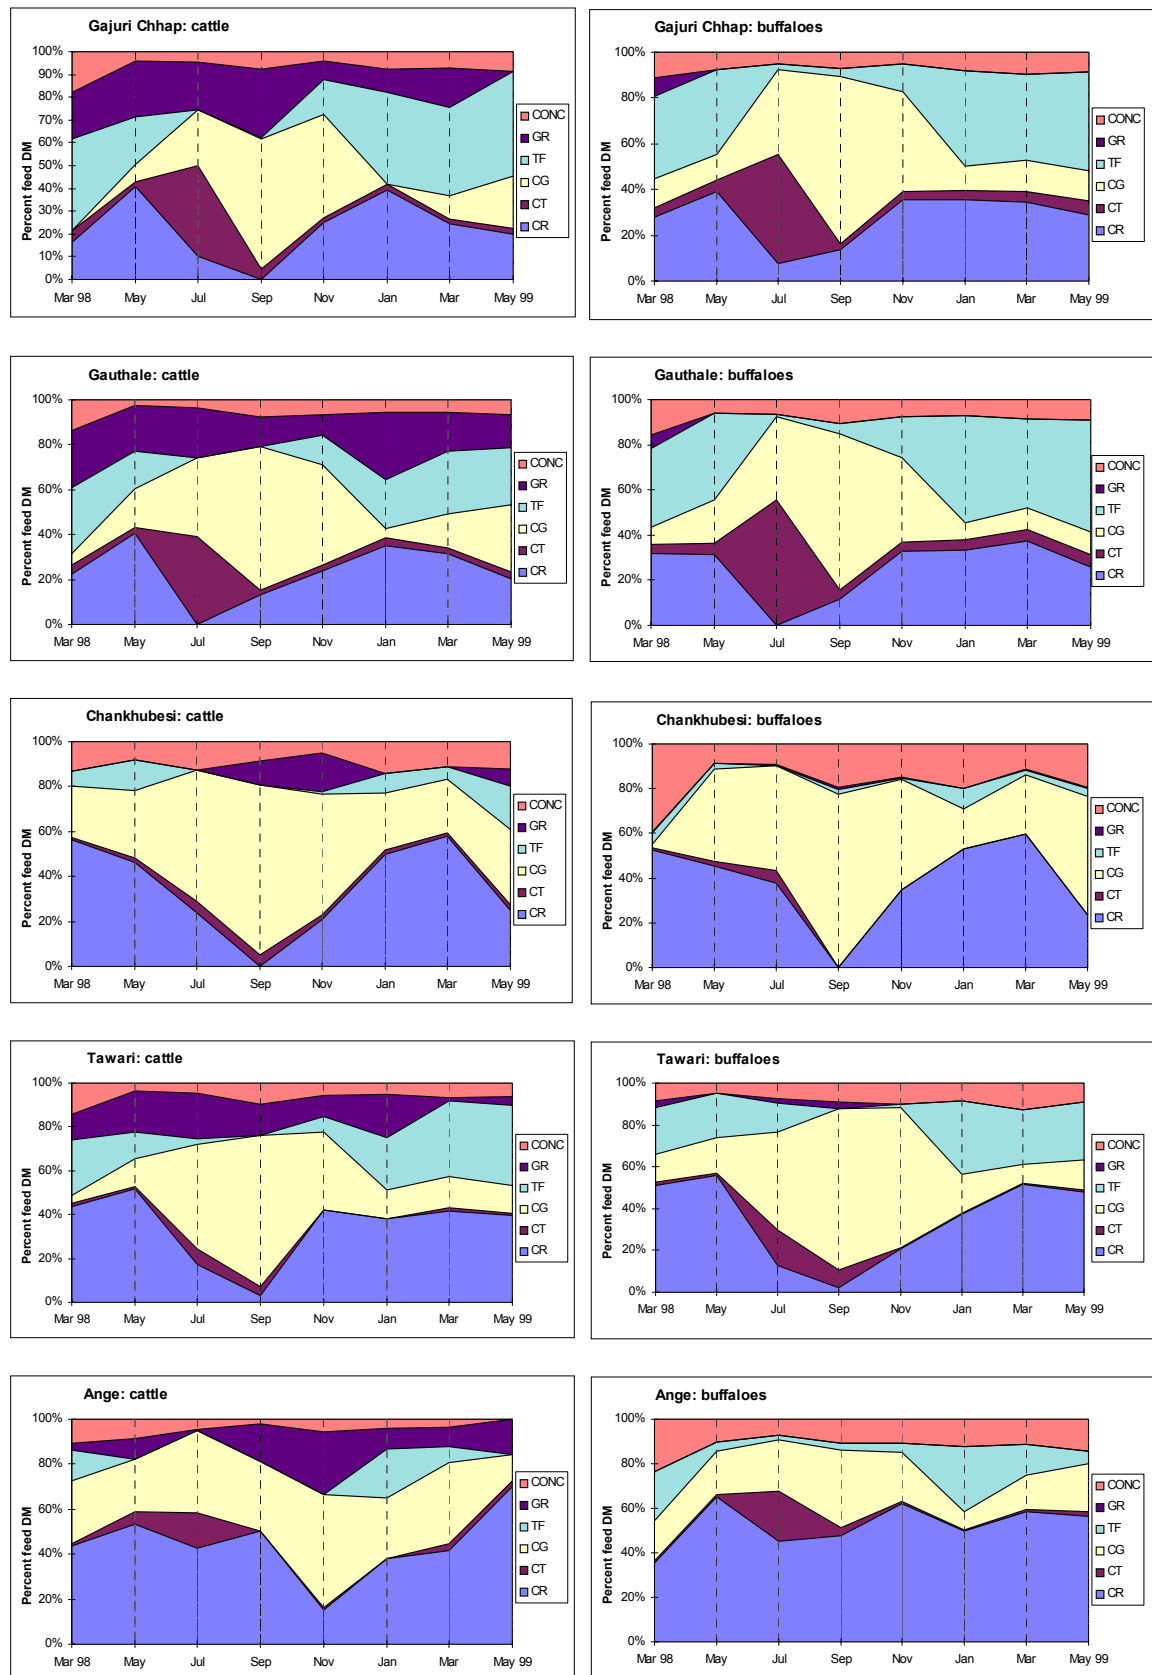 Gajuri Chhap: cattle
Percent feed DM
100%
90%
80%
70%
60%
50%
40%
30%
20%
10%
0%
Mar 98 May Jul Sep Nov Jan Mar May 99
CONC
GR
TF
CG
CT
CR
Gajuri Chhap: buffaloes
Percent feed DM
100%
80%
60%
40%
20%
0%
Mar 98 May Jul Sep Nov Jan Mar May 99
CONC
GR
TF
CG
CT
CR
Gauthale: cattle
Percent feed DM
100%
80%
60%
40%
20%
0%
Mar 98 May Jul Sep Nov Jan Mar May 99
CONC
GR
TF
CG
CT
CR
Gauthale: buffaloes
Percent feed DM
100%
80%
60%
40%
20%
0%
Mar 98 May Jul Sep Nov Jan Mar May 99
CONC
GR
TF
CG
CT
CR
Chankhubesi: cattle
Percent feed DM
100%
80%
60%
40%
20%
0%
Mar 98 May Jul Sep Nov Jan Mar May 99
CONC
GR
TF
CG
CT
CR
Chankhubesi: buffaloes
Percent feed DM
100%
80%
60%
40%
20%
0%
Mar 98 May Jul Sep Nov Jan Mar May 99
CONC
GR
TF
CG
CT
CR
Tawari: cattle
Percent feed DM
100%
80%
60%
40%
20%
0%
Mar 98 May Jul Sep Nov Jan Mar May 99
CONC
GR
TF
CG
CT
CR
Tawari: buffaloes
Percent feed DM
100%
80%
60%
40%
20%
0%
Mar 98 May Jul Sep Nov Jan Mar May 99
CONC
GR
TF
CG
CT
CR
Ange: cattle
Percent feed DM
100%
80%
60%
40%
20%
0%
Mar 98 May Jul Sep Nov Jan Mar May 99
CONC
GR
TF
CG
CT
CR
Ange: buffaloes
Percent feed DM
100%
80%
60%
40%
20%
0%
Mar 98 May Jul Sep Nov Jan Mar May 99
CONC
GR
TF
CG
CT
CR